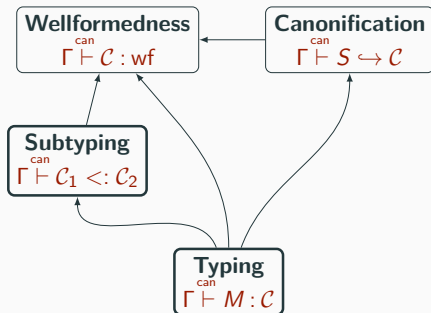 Wellformedness
Γ ⊢can 𝒞 : wf
Canonification
Γ ⊢can S ↪ 𝒞
Subtyping
Γ ⊢can 𝒞₁ <: 𝒞₂
Typing
Γ ⊢can M : 𝒞